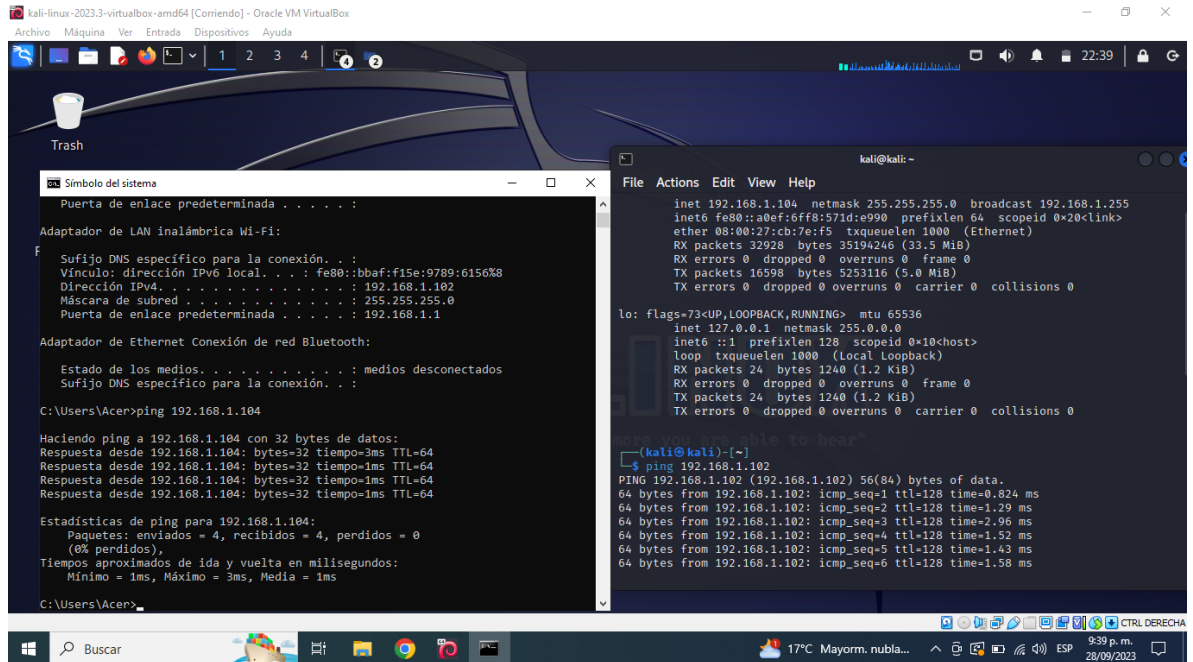 kali-linux-2023.3-virtualbox-amd64 [Corriendo] - Oracle VM VirtualBox
Archivo Máquina Ver Entrada Dispositivos Ayuda
1 2 3 4
4
2
22:39
Trash
Símbolo del sistema
Puerta de enlace predeterminada . . . . . :
Adaptador de LAN inalámbrica Wi-Fi:
Sufijo DNS específico para la conexión. . :
Vínculo: dirección IPv6 local. . . : fe80::bbaf:f15e:9789:6156%8
Dirección IPv4. . . . . . . . . . . . . . : 192.168.1.102
Máscara de subred . . . . . . . . . . . . : 255.255.255.0
Puerta de enlace predeterminada . . . . . : 192.168.1.1
Adaptador de Ethernet Conexión de red Bluetooth:
Estado de los medios. . . . . . . . . . . : medios desconectados
Sufijo DNS específico para la conexión. . :
C:\Users\Acer>ping 192.168.1.104
Haciendo ping a 192.168.1.104 con 32 bytes de datos:
Respuesta desde 192.168.1.104: bytes=32 tiempo=3ms TTL=64
Respuesta desde 192.168.1.104: bytes=32 tiempo=1ms TTL=64
Respuesta desde 192.168.1.104: bytes=32 tiempo=1ms TTL=64
Respuesta desde 192.168.1.104: bytes=32 tiempo=1ms TTL=64
Estadísticas de ping para 192.168.1.104:
Paquetes: enviados = 4, recibidos = 4, perdidos = 0
(0% perdidos),
Tiempos aproximados de ida y vuelta en milisegundos:
Mínimo = 1ms, Máximo = 3ms, Media = 1ms
C:\Users\Acer>
kali@kali: ~
File Actions Edit View Help
inet 192.168.1.104 netmask 255.255.255.0 broadcast 192.168.1.255
inet6 fe80::a0ef:6ff8:571d:e990 prefixlen 64 scopeid 0×20<link>
ether 08:00:27:cb:7e:f5 txqueuelen 1000 (Ethernet)
RX packets 32928 bytes 35194246 (33.5 MiB)
RX errors 0 dropped 0 overruns 0 frame 0
TX packets 16598 bytes 5253116 (5.0 MiB)
TX errors 0 dropped 0 overruns 0 carrier 0 collisions 0
lo: flags=73<UP,LOOPBACK,RUNNING> mtu 65536
inet 127.0.0.1 netmask 255.0.0.0
inet6 ::1 prefixlen 128 scopeid 0×10<host>
loop txqueuelen 1000 (Local Loopback)
RX packets 24 bytes 1240 (1.2 KiB)
RX errors 0 dropped 0 overruns 0 frame 0
TX packets 24 bytes 1240 (1.2 KiB)
TX errors 0 dropped 0 overruns 0 carrier 0 collisions 0
more you are able to hear"
(kali㉿kali)-[~]
$ ping 192.168.1.102
PING 192.168.1.102 (192.168.1.102) 56(84) bytes of data.
64 bytes from 192.168.1.102: icmp_seq=1 ttl=128 time=0.824 ms
64 bytes from 192.168.1.102: icmp_seq=2 ttl=128 time=1.29 ms
64 bytes from 192.168.1.102: icmp_seq=3 ttl=128 time=2.96 ms
64 bytes from 192.168.1.102: icmp_seq=4 ttl=128 time=1.52 ms
64 bytes from 192.168.1.102: icmp_seq=5 ttl=128 time=1.43 ms
64 bytes from 192.168.1.102: icmp_seq=6 ttl=128 time=1.58 ms
CTRL DERECHA
Buscar
17°C Mayorm. nubla...
ESP
9:39 p. m.
28/09/2023